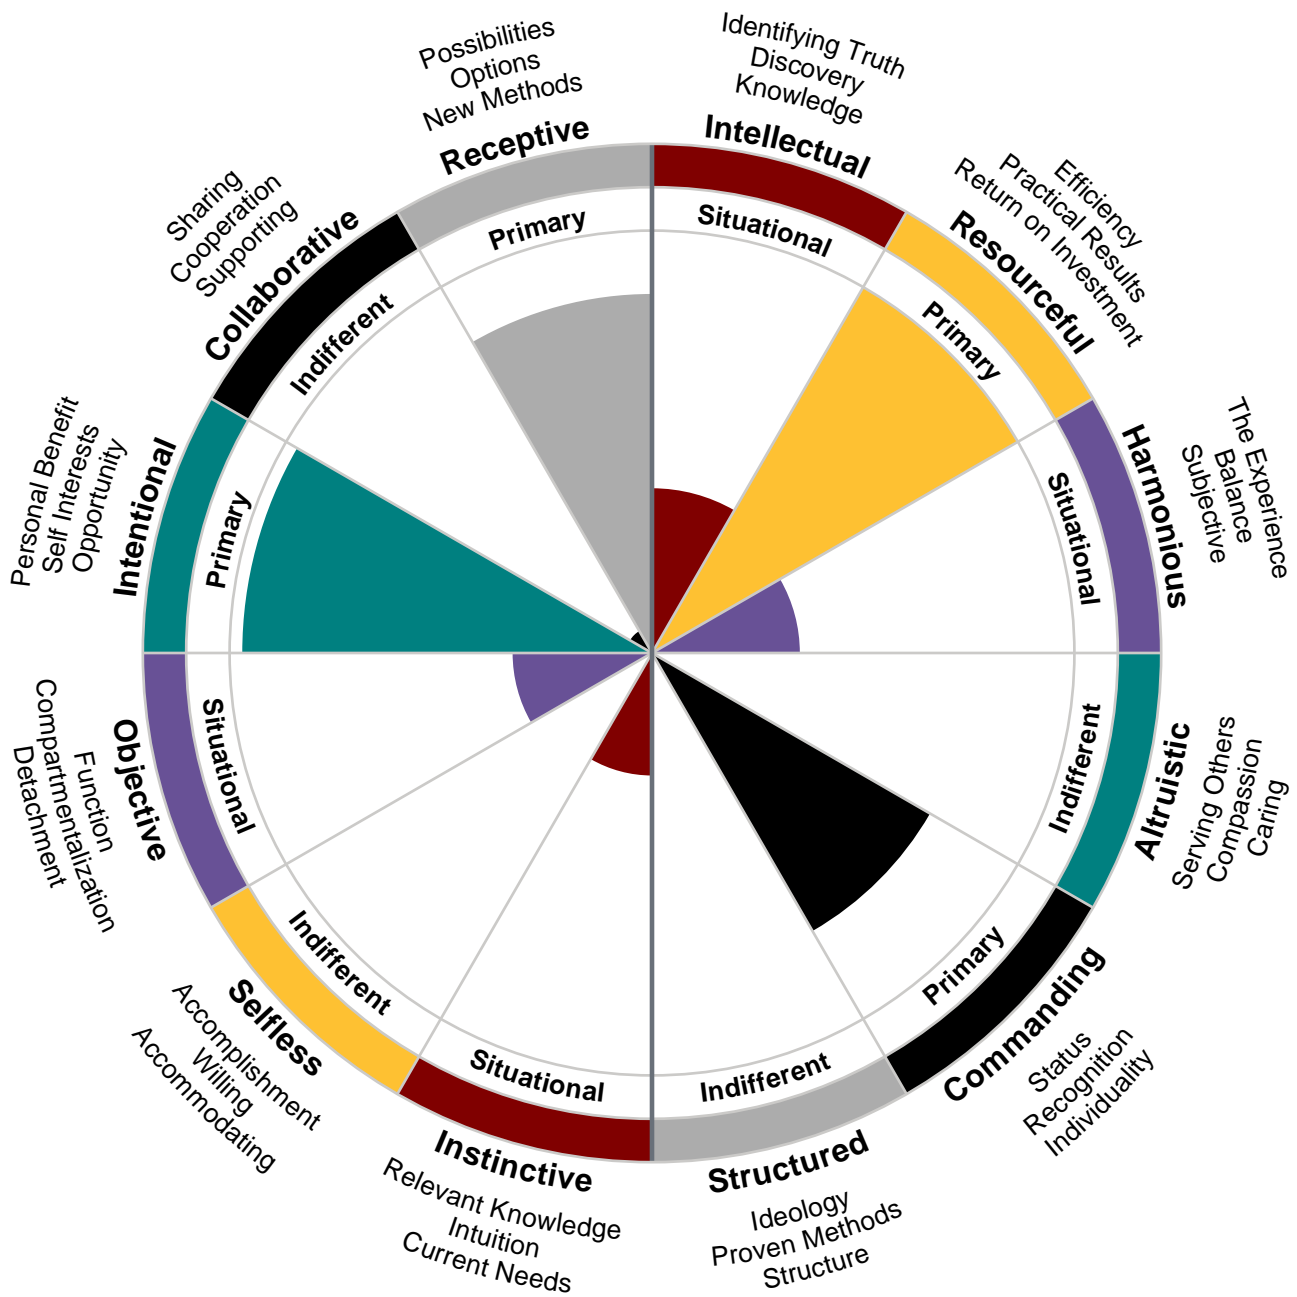 Identifying Truth
Discovery
Knowledge
Intellectual
Situational
Efficiency
Practical Results
Return on Investment
Resourceful
Primary
The Experience
Balance
Subjective
Harmonious
Situational
Indifferent
Altruistic
Serving Others
Compassion
Caring
Primary
Commanding
Status
Recognition
Individuality
Indifferent
Structured
Ideology
Proven Methods
Structure
Situational
Instinctive
Relevant Knowledge
Intuition
Current Needs
Indifferent
Selfless
Accomplishment
Willing
Accommodating
Situational
Objective
Function
Compartmentalization
Detachment
Personal Benefit
Self Interests
Opportunity
Intentional
Primary
Sharing
Cooperation
Supporting
Collaborative
Indifferent
Possibilities
Options
New Methods
Receptive
Primary